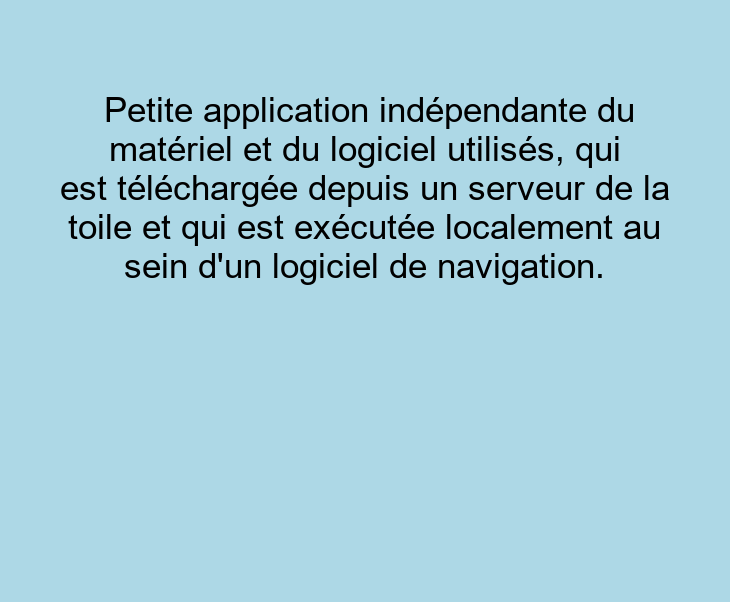 Petite application indépendante du
matériel et du logiciel utilisés, qui
est téléchargée depuis un serveur de la
toile et qui est exécutée localement au
sein d'un logiciel de navigation.